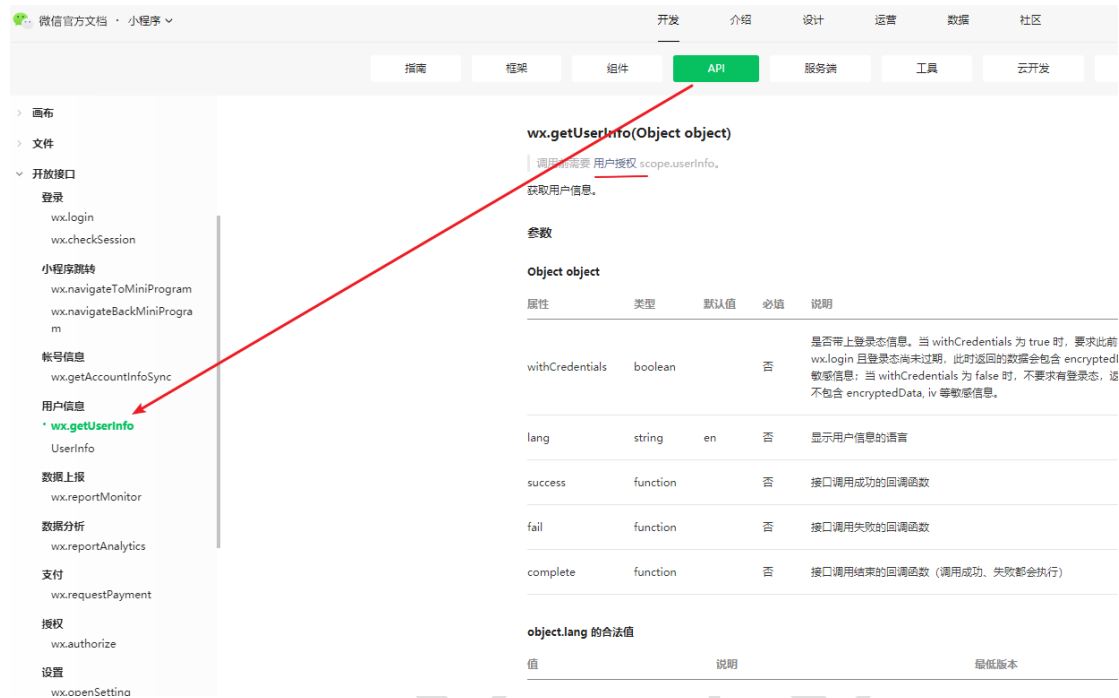 微信官方文档 · 小程序
开发 介绍 设计 运营 数据 社区
指南 框架 组件 API 服务端 工具 云开发
画布
文件
开放接口
登录
wx.login
wx.checkSession
小程序跳转
wx.navigateToMiniProgram
wx.navigateBackMiniProgra
m
帐号信息
wx.getAccountInfoSync
用户信息
· wx.getUserInfo
UserInfo
数据上报
wx.reportMonitor
数据分析
wx.reportAnalytics
支付
wx.requestPayment
授权
wx.authorize
设置
wx.openSetting
wx.getUserInfo(Object object)
调用前需要 用户授权 scope.userInfo。
获取用户信息。
参数
Object object
属性 类型 默认值 必填 说明
withCredentials boolean 否 是否带上登录态信息。当 withCredentials 为 true 时，要求此前
wx.login 且登录态尚未过期，此时返回的数据会包含 encryptedI
敏感信息；当 withCredentials 为 false 时，不要求有登录态，返
不包含 encryptedData, iv 等敏感信息。
lang string en 否 显示用户信息的语言
success function 否 接口调用成功的回调函数
fail function 否 接口调用失败的回调函数
complete function 否 接口调用结束的回调函数（调用成功、失败都会执行）
object.lang 的合法值
值 说明 最低版本